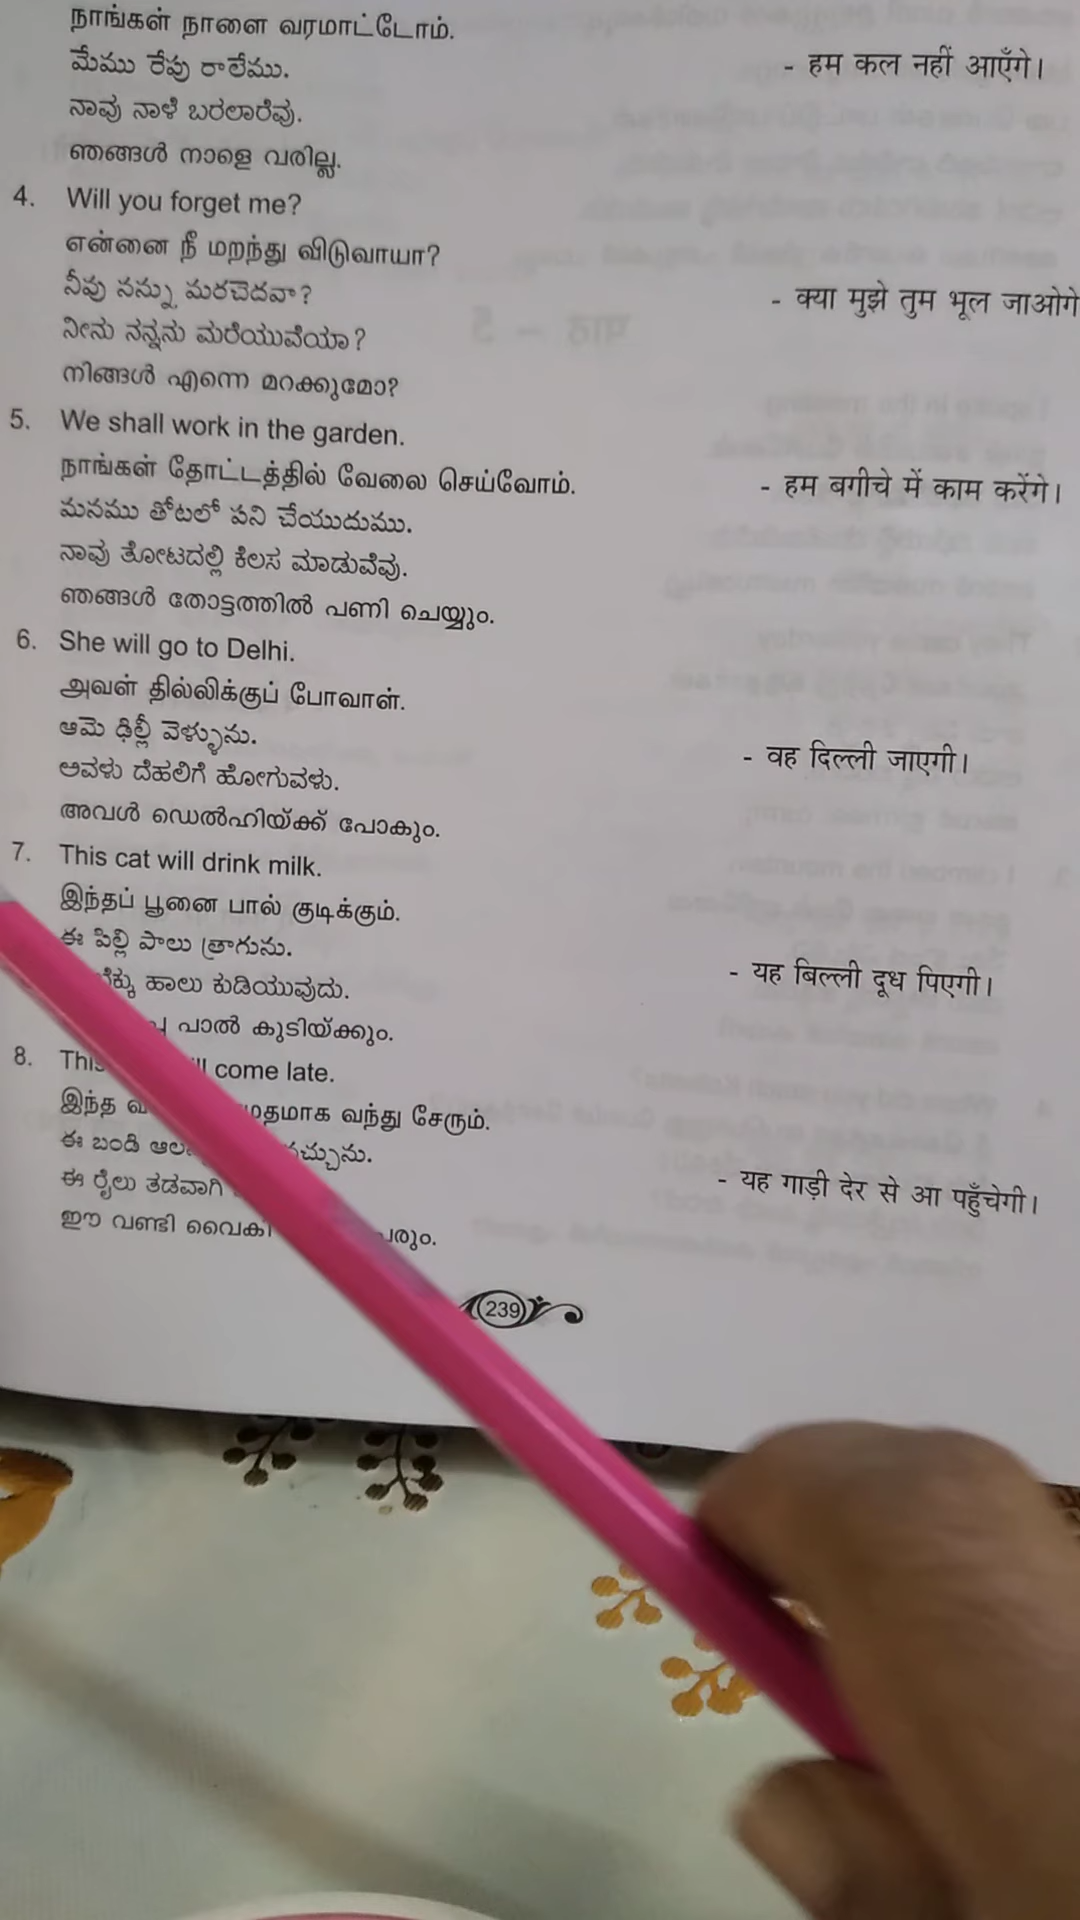 நாங்கள் நாளை வரமாட்டோம்.
మేము రేపు రాలేము.
- हम कल नहीं आएँगे।
ನಾವು ನಾಳೆ ಬರಲಾರೆವು.
ഞങ്ങൾ നാളെ വരില്ല.
4. Will you forget me?
என்னை நீ மறந்து விடுவாயா?
నీవు నన్ను మరచెదవా?
- क्या मुझे तुम भूल जाओगे
ನೀನು ನನ್ನನು ಮರೆಯುವೆಯಾ?
നിങ്ങൾ എന്നെ മറക്കുമോ?
5. We shall work in the garden.
நாங்கள் தோட்டத்தில் வேலை செய்வோம்.
- हम बगीचे में काम करेंगे।
మనము తోటలో పని చేయుదుము.
ನಾವು ತೋಟದಲ್ಲಿ ಕೆಲಸ ಮಾಡುವೆವು.
ഞങ്ങൾ തോട്ടത്തിൽ പണി ചെയ്യും.
6. She will go to Delhi.
அவள் தில்லிக்குப் போவாள்.
ఆమె ఢిల్లీ వెళ్ళును.
- वह दिल्ली जाएगी।
ಅವಳು ದೆಹಲಿಗೆ ಹೋಗುವಳು.
അവൾ ഡെൽഹിയ്ക്ക് പോകും.
7. This cat will drink milk.
இந்தப் பூனை பால் குடிக்கும்.
ఈ పిల్లి పాలు త్రాగును.
- यह बिल्ली दूध पिएगी।
ಹಾಲು ಕುಡಿಯುವುದು.
പാൽ കുടിയ്ക്കും.
8. come late.
இந்த வந்து சேரும்.
ఈ బండి
- यह गाड़ी देर से आ पहुँचेगी।
ಈ ರೈಲು ತಡವಾಗಿ
ഈ വണ്ടി വൈകി
239